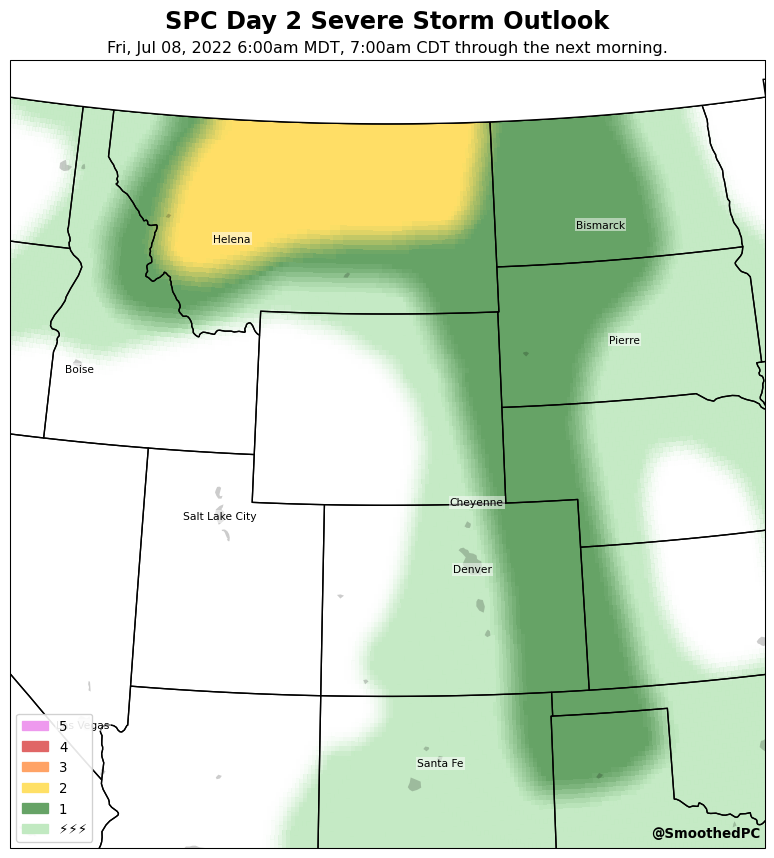 SPC Day 2 Severe Storm Outlook
Fri, Jul 08, 2022 6:00am MDT, 7:00am CDT through the next morning.
Helena
Bismarck
Pierre
Boise
Cheyenne
Salt Lake City
Denver
Las Vegas
Santa Fe
5
4
3
2
1
⚡⚡⚡
@SmoothedPC